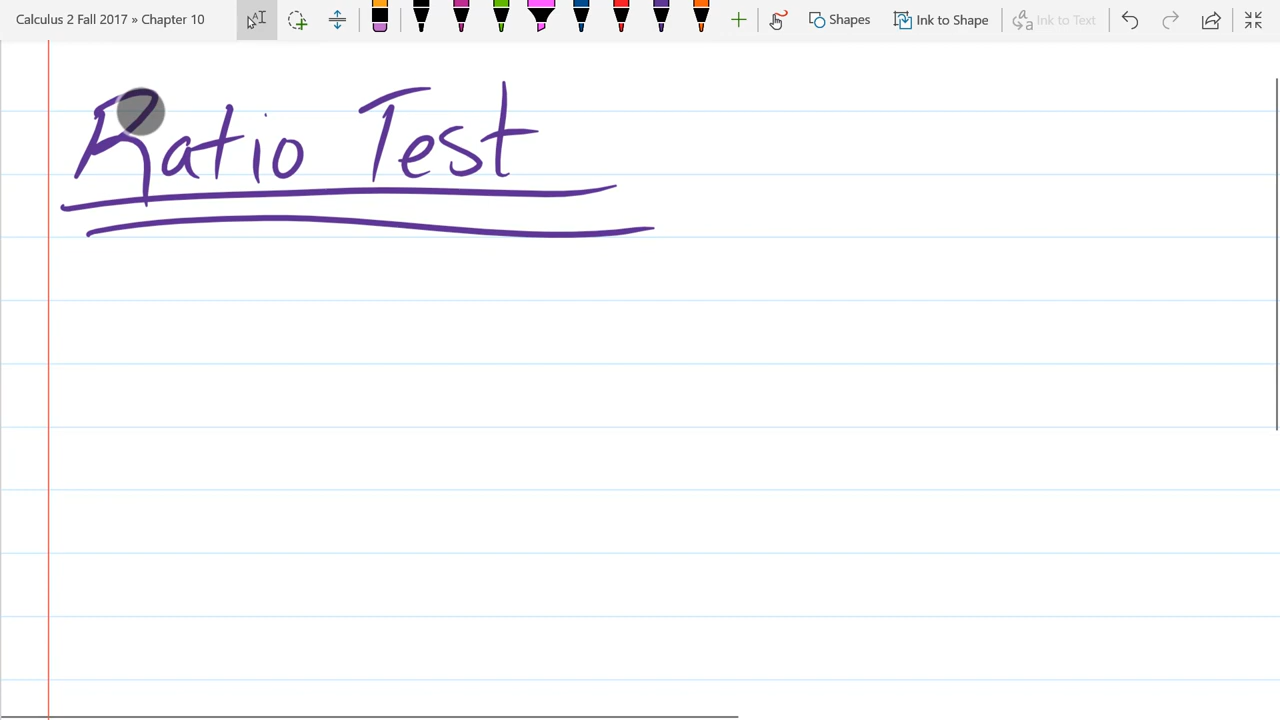 Calculus 2 Fall 2017 » Chapter 10
Shapes
Ink to Shape
Ink to Text
Ratio Test